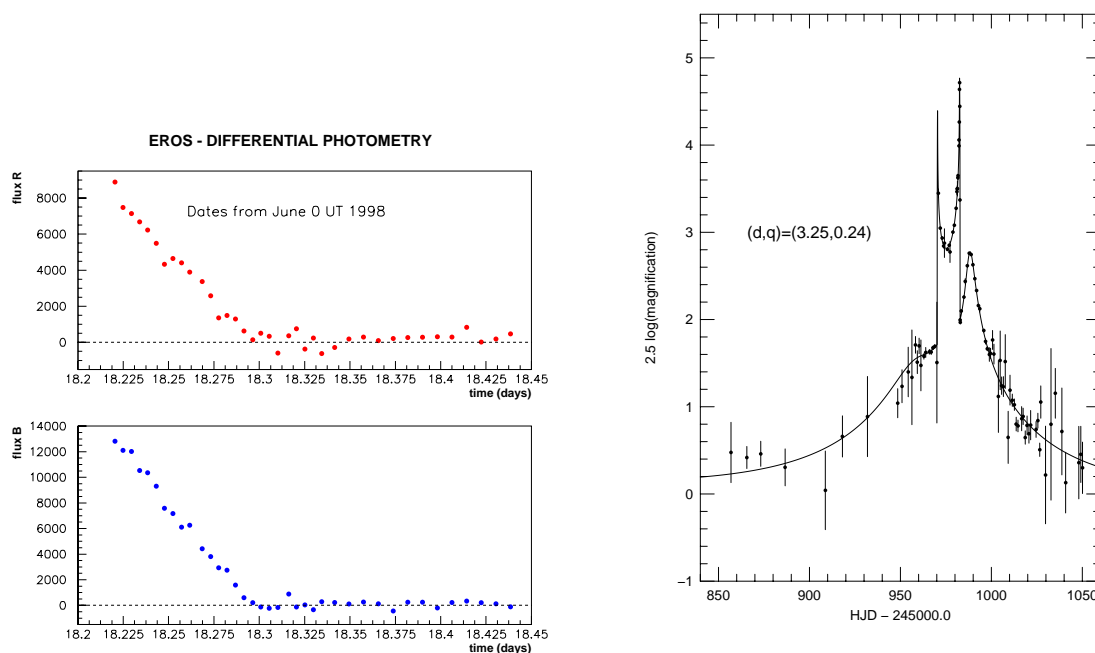 EROS - DIFFERENTIAL PHOTOMETRY
flux R
8000
6000
4000
2000
0
Dates from June 0 UT 1998
18.2 18.225 18.25 18.275 18.3 18.325 18.35 18.375 18.4 18.425 18.45
time (days)
flux B
14000
12000
10000
8000
6000
4000
2000
0
18.2 18.225 18.25 18.275 18.3 18.325 18.35 18.375 18.4 18.425 18.45
time (days)
2.5 log(magnification)
5
4
3
2
1
0
−1
(d,q)=(3.25,0.24)
850 900 950 1000 1050
HJD − 245000.0